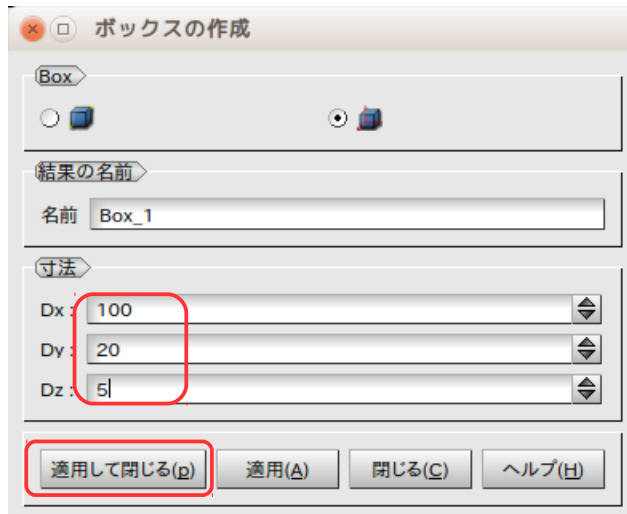 ボックスの作成
Box
結果の名前
名前 Box_1
寸法
Dx : 100
Dy : 20
Dz : 5
適用して閉じる(p) 適用(A) 閉じる(C) ヘルプ(H)